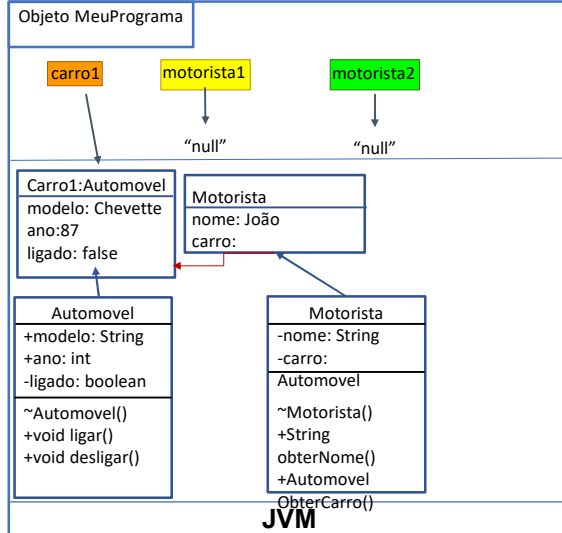 Objeto MeuPrograma
carro1
motorista1
motorista2
“null”
“null”
Carro1:Automovel
modelo: Chevette
ano:87
ligado: false
Motorista
nome: João
carro:
Automovel
+modelo: String
+ano: int
-ligado: boolean
~Automovel()
+void ligar()
+void desligar()
Motorista
-nome: String
-carro:
Automovel
~Motorista()
+String
obterNome()
+Automovel
ObterCarro()
JVM